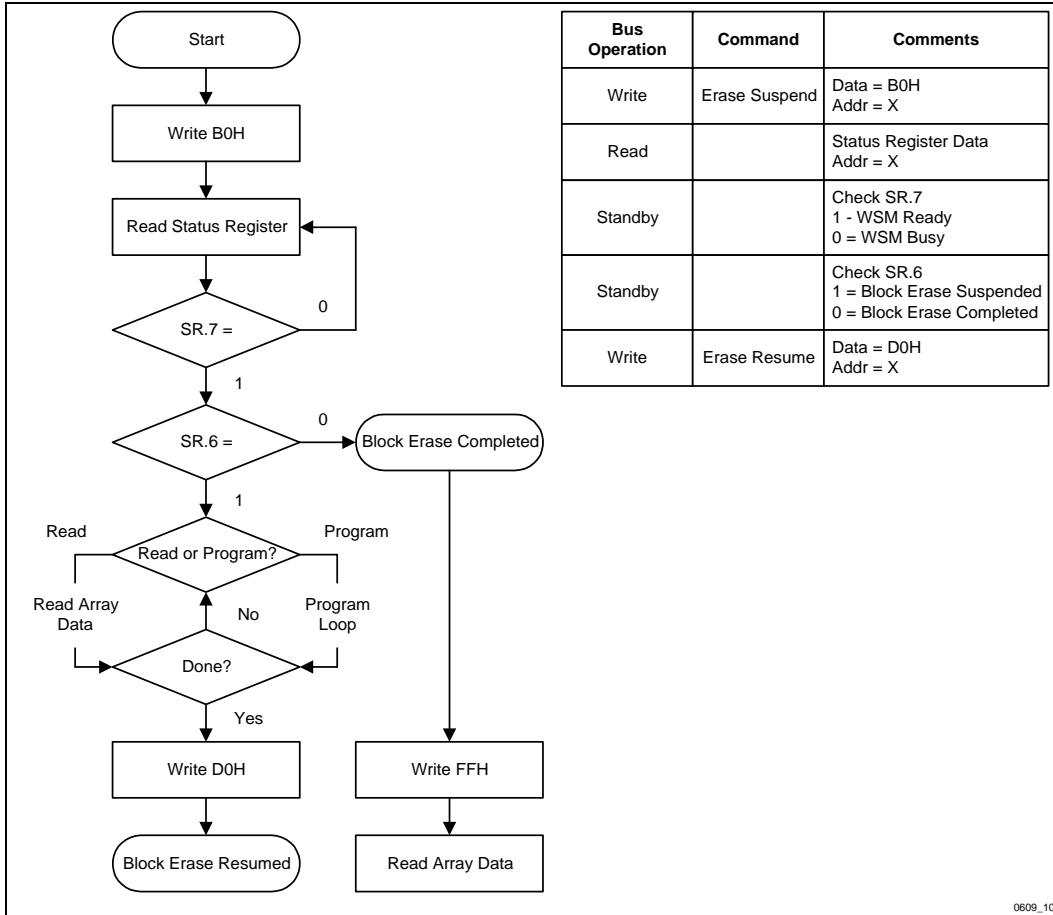 Start
Write B0H
Read Status Register
0
SR.7 =
1
0
SR.6 =
Block Erase Completed
1
Read
Program
Read or Program?
Read Array
Data
No
Program
Loop
Done?
Yes
Write D0H
Write FFH
Block Erase Resumed
Read Array Data
Bus
Operation
Command
Comments
Write
Erase Suspend
Data = B0H
Addr = X
Read
Status Register Data
Addr = X
Standby
Check SR.7
1 - WSM Ready
0 = WSM Busy
Standby
Check SR.6
1 = Block Erase Suspended
0 = Block Erase Completed
Write
Erase Resume
Data = D0H
Addr = X
0609_10